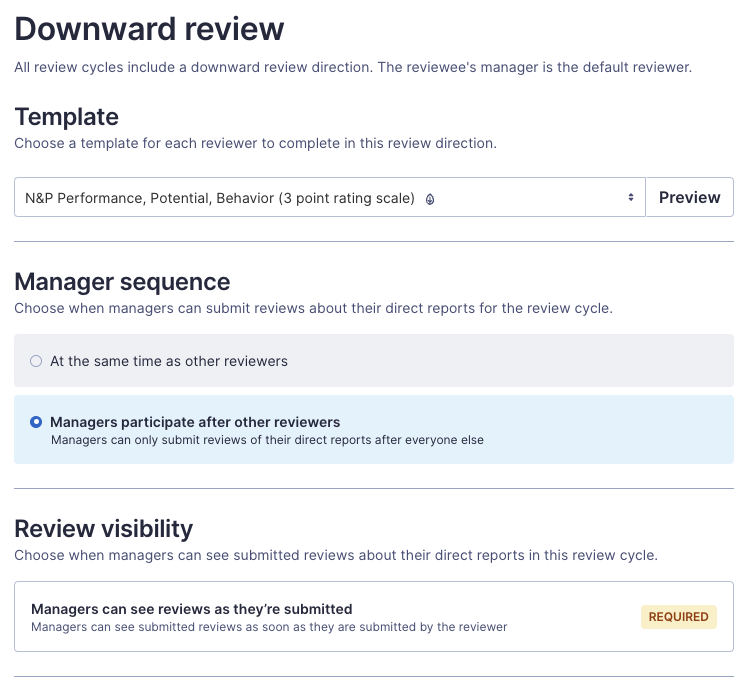 Downward review
All review cycles include a downward review direction. The reviewee's manager is the default reviewer.
Template
Choose a template for each reviewer to complete in this review direction.
N&P Performance, Potential, Behavior (3 point rating scale)
Preview
Manager sequence
Choose when managers can submit reviews about their direct reports for the review cycle.
At the same time as other reviewers
Managers participate after other reviewers
Managers can only submit reviews of their direct reports after everyone else
Review visibility
Choose when managers can see submitted reviews about their direct reports in this review cycle.
Managers can see reviews as they’re submitted
Managers can see submitted reviews as soon as they are submitted by the reviewer
REQUIRED